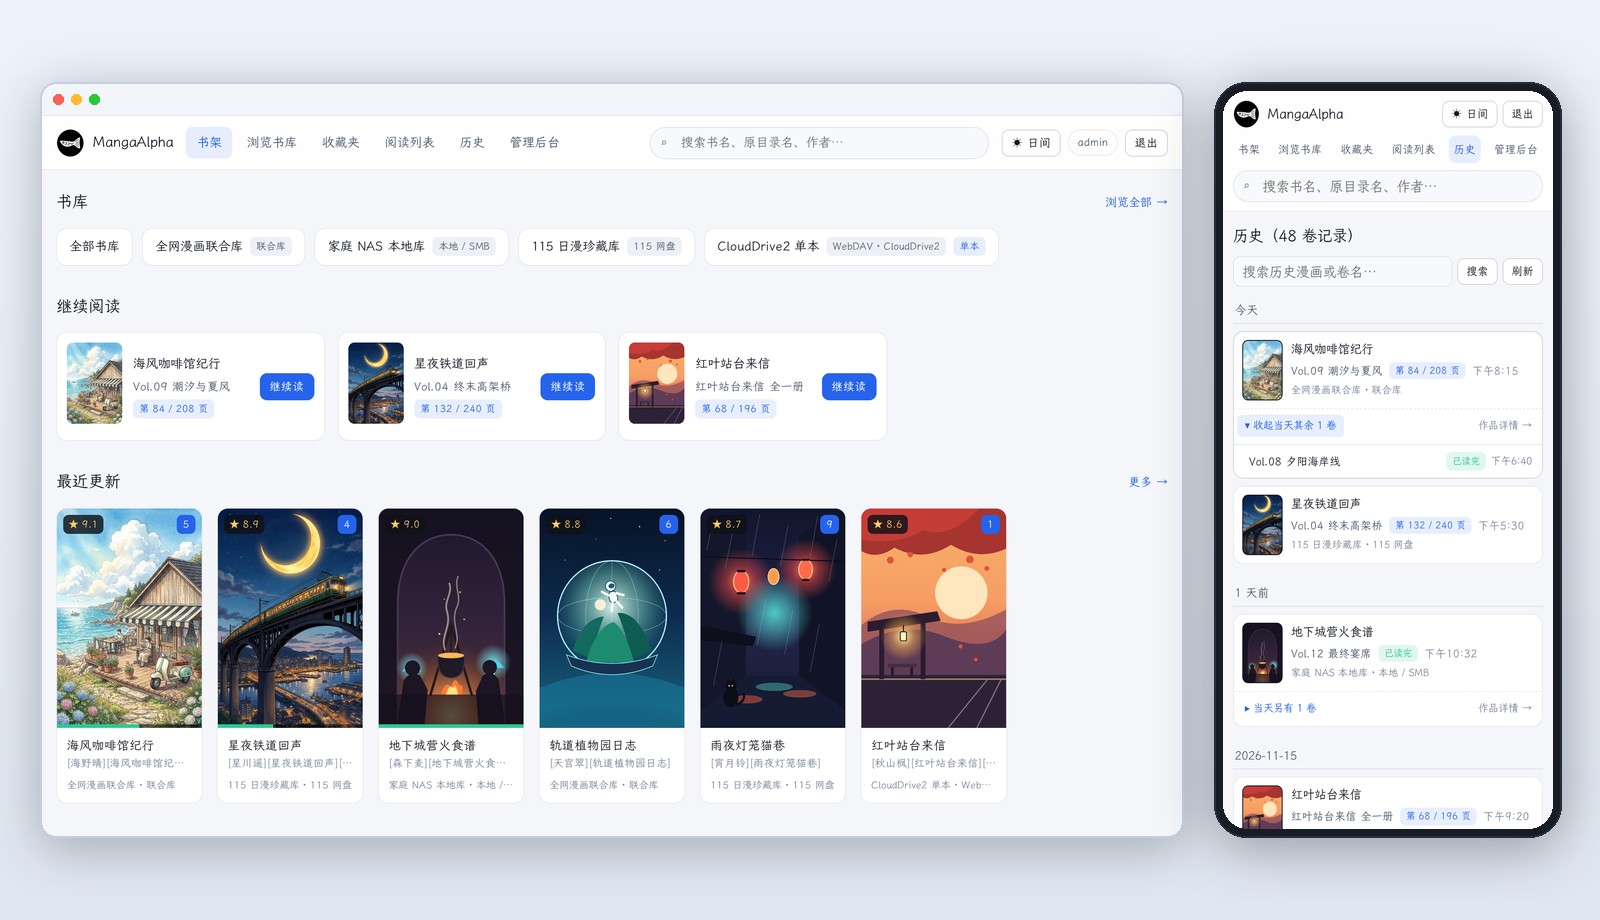 MangaAlpha 书架 浏览书库 收藏夹 阅读列表 历史 管理后台 搜索书名、原目录名、作者… 日间 admin 退出
书库 浏览全部 →
全部书库 全网漫画联合库 联合库 家庭 NAS 本地库 本地 / SMB 115 日漫珍藏库 115 网盘 CloudDrive2 单本 WebDAV · CloudDrive2 单本
继续阅读
海风咖啡馆纪行
Vol.09 潮汐与夏风
第 84 / 208 页
继续读
星夜铁道回声
Vol.04 终末高架桥
第 132 / 240 页
继续读
红叶站台来信
红叶站台来信 全一册
第 68 / 196 页
继续读
最近更新 更多 →
★ 9.1 5
海风咖啡馆纪行
[海野晴][海风咖啡馆纪…
全网漫画联合库 · 联合库
★ 8.9 4
星夜铁道回声
[星川遥][星夜铁道回声][…
115 日漫珍藏库 · 115 网盘
★ 9.0
地下城营火食谱
[森下麦][地下城营火食…
家庭 NAS 本地库 · 本地 /…
★ 8.8 6
轨道植物园日志
[天宫翠][轨道植物园日志]
全网漫画联合库 · 联合库
★ 8.7 9
雨夜灯笼猫巷
[宵月铃][雨夜灯笼猫巷]
115 日漫珍藏库 · 115 网盘
★ 8.6 1
红叶站台来信
[秋山枫][红叶站台来信][…
CloudDrive2 单本 · Web…
MangaAlpha 日间 退出
书架 浏览书库 收藏夹 阅读列表 历史 管理后台
搜索书名、原目录名、作者…
历史（48 卷记录）
搜索历史漫画或卷名… 搜索 刷新
今天
海风咖啡馆纪行
Vol.09 潮汐与夏风 第 84 / 208 页 下午8:15
全网漫画联合库 · 联合库
▾ 收起当天其余 1 卷 作品详情 →
Vol.08 夕阳海岸线 已读完 下午6:40
星夜铁道回声
Vol.04 终末高架桥 第 132 / 240 页 下午5:30
115 日漫珍藏库 · 115 网盘
1 天前
地下城营火食谱
Vol.12 最终宴席 已读完 下午10:32
家庭 NAS 本地库 · 本地 / SMB
▸ 当天另有 1 卷 作品详情 →
2026-11-15
红叶站台来信
红叶站台来信 全一册 第 68 / 196 页 下午9:20